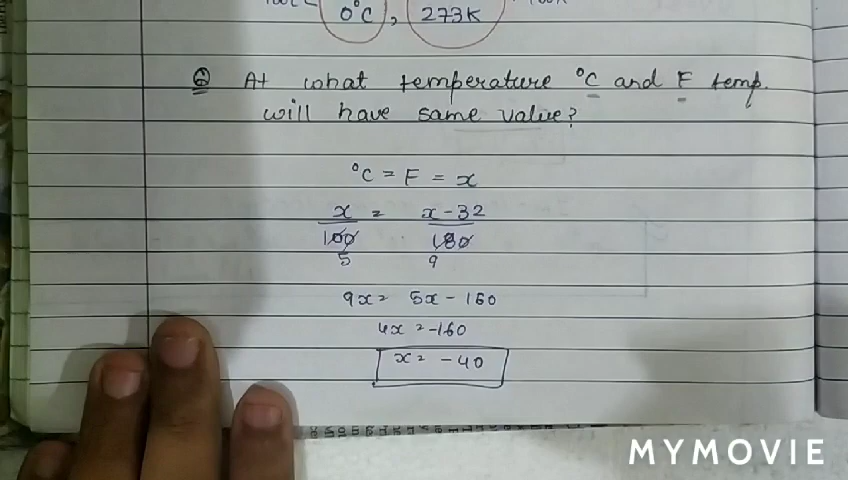 0°C, 273K
Q At what temperature °C and F temp.
will have same value?
°C = F = x
x = x-32
100 180
5 9
9x = 5x - 160
4x = -160
x = -40
MYMOVIE